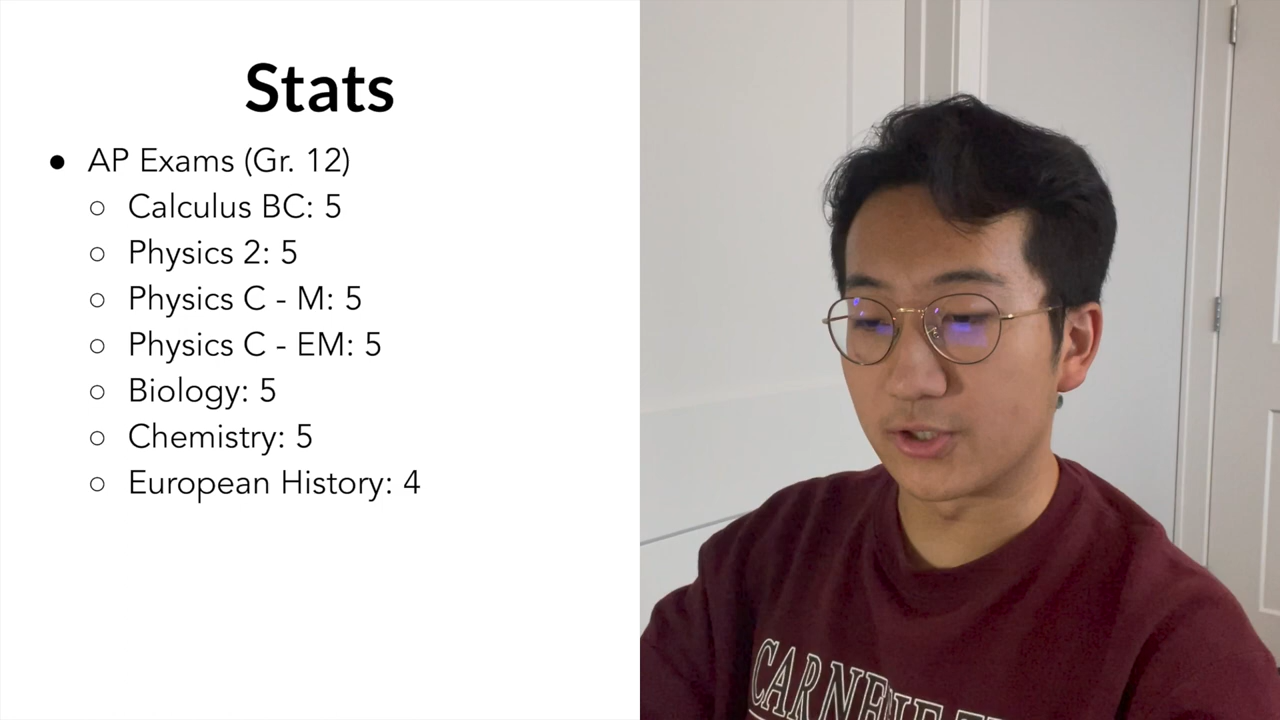 Stats
● AP Exams (Gr. 12)
○ Calculus BC: 5
○ Physics 2: 5
○ Physics C - M: 5
○ Physics C - EM: 5
○ Biology: 5
○ Chemistry: 5
○ European History: 4
CARNEGIE